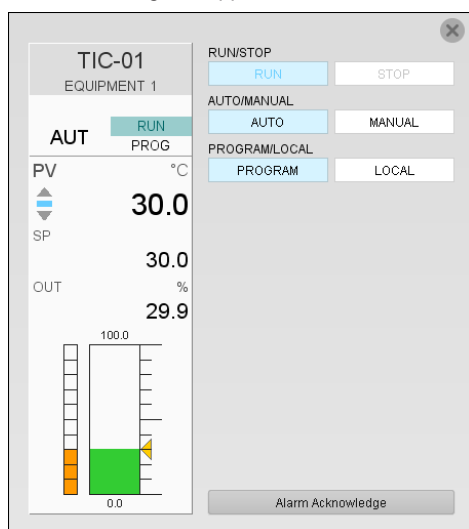 TIC-01
EQUIPMENT 1
AUT
RUN
PROG
PV °C
30.0
SP
30.0
OUT %
29.9
100.0
0.0
RUN/STOP
RUN STOP
AUTO/MANUAL
AUTO MANUAL
PROGRAM/LOCAL
PROGRAM LOCAL
Alarm Acknowledge